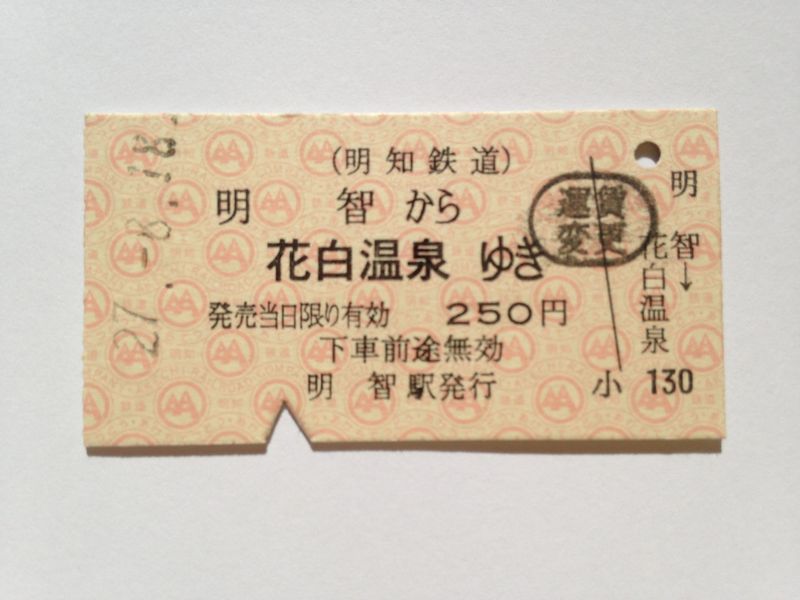 27.-8.18.
(明知鉄道)
明智から
花白温泉 ゆき
発売当日限り有効 250円
下車前途無効
明智駅発行
運賃
変更
明智→花白温泉
小 130